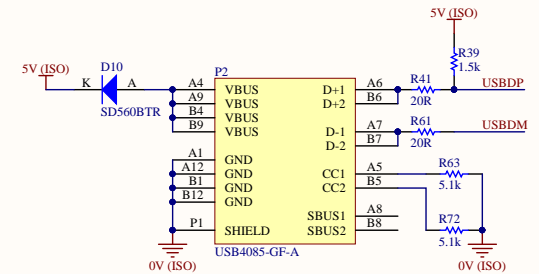 5V (ISO)
R39
1.5k
5V (ISO)
D10
K
A
SD560BTR
P2
A4
VBUS
A9
VBUS
B4
VBUS
B9
VBUS
A1
GND
A12
GND
B1
GND
B12
GND
P1
SHIELD
D+1
A6
D+2
B6
D-1
A7
D-2
B7
CC1
A5
CC2
B5
SBUS1
A8
SBUS2
B8
USB4085-GF-A
R41
20R
USBDP
R61
20R
USBDM
R63
5.1k
R72
5.1k
0V (ISO)
0V (ISO)